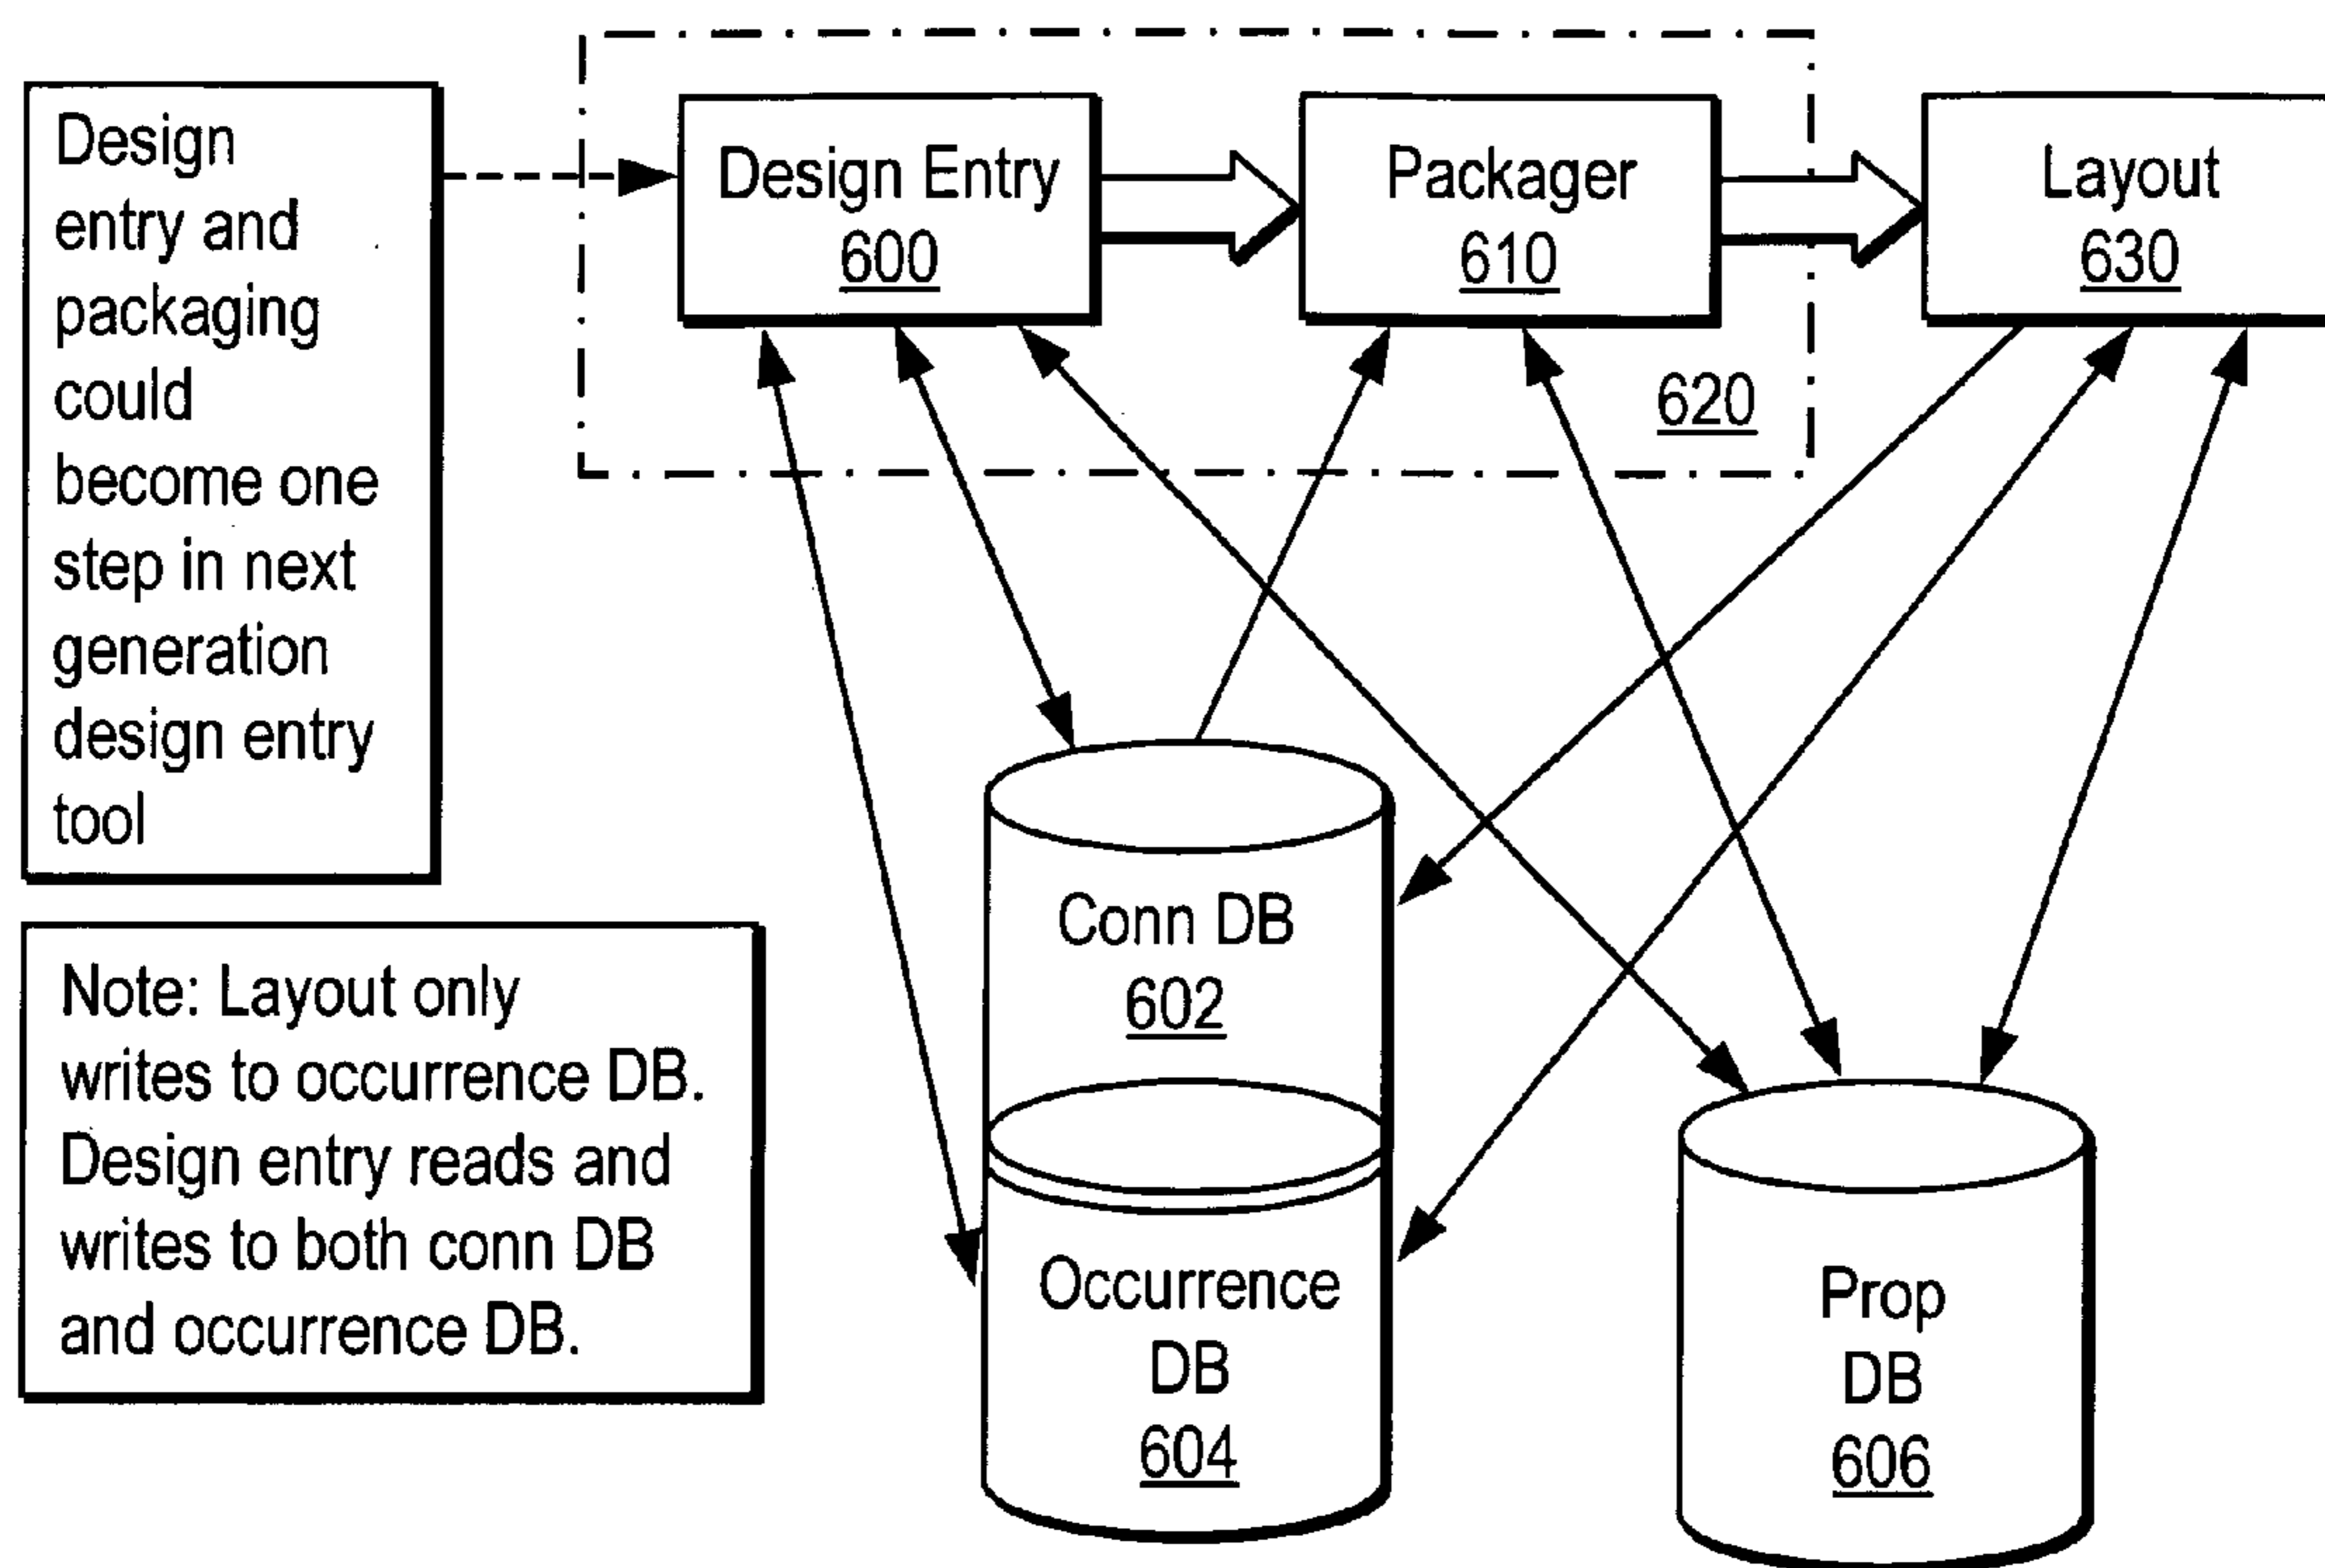 Design
entry and
packaging
could
become one
step in next
generation
design entry
tool
Design Entry
600
Packager
610
Layout
630
620
Note: Layout only
writes to occurrence DB.
Design entry reads and
writes to both conn DB
and occurrence DB.
Conn DB
602
Occurrence
DB
604
Prop
DB
606